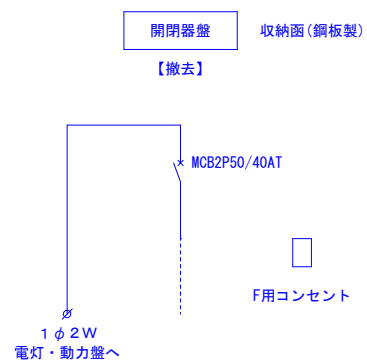 開閉器盤 収納函(鋼板製)
【撤去】
MCB2P50/40AT
F用コンセント
1φ2W
電灯・動力盤へ